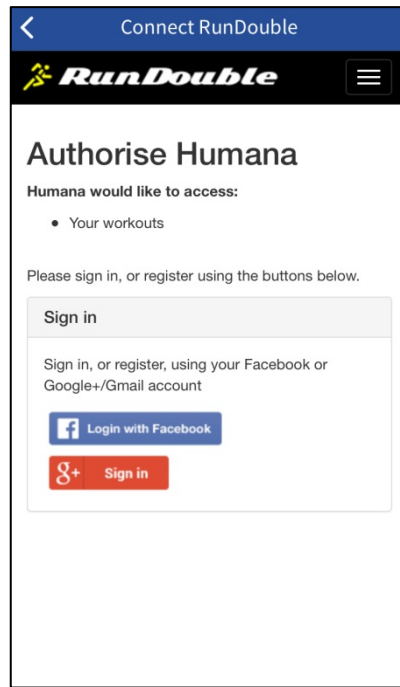 Connect RunDouble
RunDouble
Authorise Humana
Humana would like to access:
• Your workouts
Please sign in, or register using the buttons below.
Sign in
Sign in, or register, using your Facebook or
Google+/Gmail account
f Login with Facebook
g+ Sign in